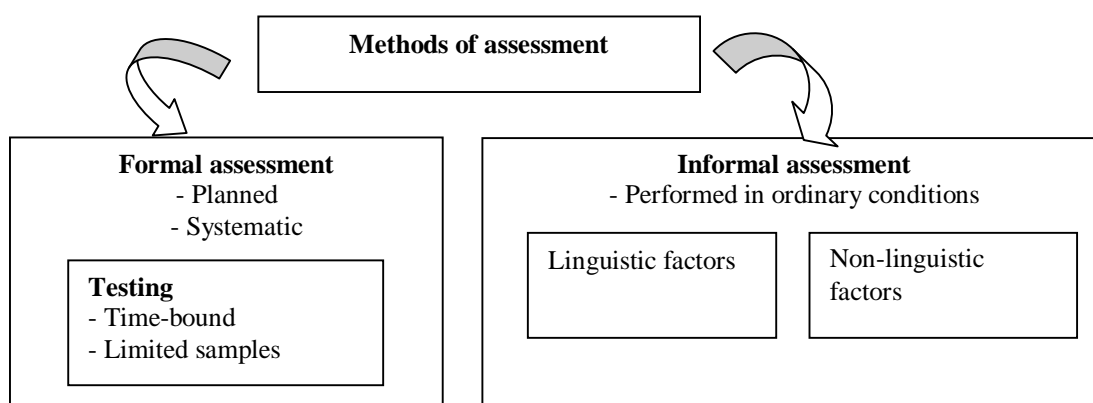 Methods of assessment
Formal assessment
- Planned
- Systematic
Testing
- Time-bound
- Limited samples
Informal assessment
- Performed in ordinary conditions
Linguistic factors
Non-linguistic
factors